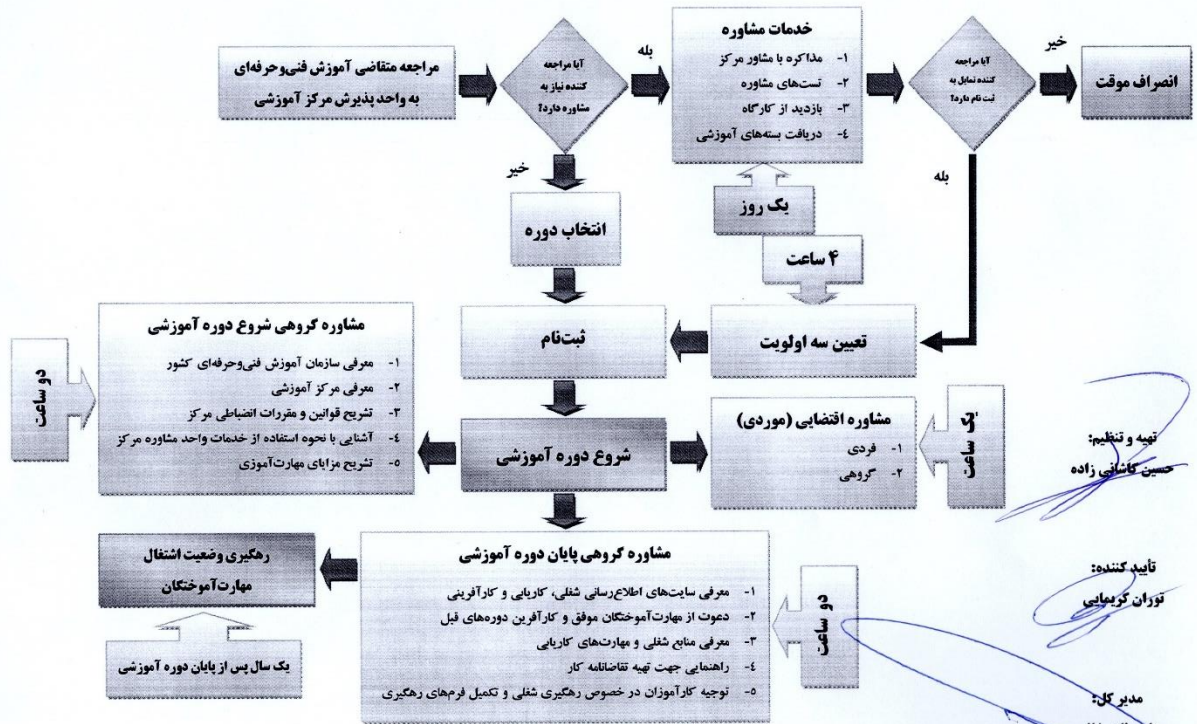 مراجعه متقاضی آموزش فنی‌وحرفه‌ای
به واحد پذیرش مرکز آموزشی
آیا مراجعه
کننده نیاز به
مشاوره دارد؟
بله
خیر
خدمات مشاوره
۱- مذاکره با مشاور مرکز
۲- تست‌های مشاوره
۳- بازدید از کارگاه
٤- دریافت بسته‌های آموزشی
آیا مراجعه
کننده تمایل به
ثبت نام دارد؟
خیر
بله
انصراف موقت
یک روز
انتخاب دوره
۴ ساعت
تعیین سه اولویت
ثبت‌نام
مشاوره گروهی شروع دوره آموزشی
۱- معرفی سازمان آموزش فنی‌وحرفه‌ای کشور
۲- معرفی مرکز آموزشی
۳- تشریح قوانین و مقررات انضباطی مرکز
٤- آشنایی با نحوه استفاده از خدمات واحد مشاوره مرکز
۵- تشریح مزایای مهارت‌آموزی
دو ساعت
شروع دوره آموزشی
مشاوره اقتضایی (موردی)
۱- فردی
۲- گروهی
یک ساعت
تهیه و تنظیم:
حسین کاشانی زاده
مشاوره گروهی پایان دوره آموزشی
۱- معرفی سایت‌های اطلاع‌رسانی شغلی، کاریابی و کارآفرینی
۲- دعوت از مهارت‌آموختگان موفق و کارآفرین دوره‌های قبل
۳- معرفی منابع شغلی و مهارت‌های کاریابی
٤- راهنمایی جهت تهیه تقاضانامه کار
۵- توجیه کارآموزان در خصوص رهگیری شغلی و تکمیل فرم‌های رهگیری
دو ساعت
رهگیری وضعیت اشتغال
مهارت‌آموختگان
یک سال پس از پایان دوره آموزشی
تأیید کننده:
توران کریمایی
مدیر کل: